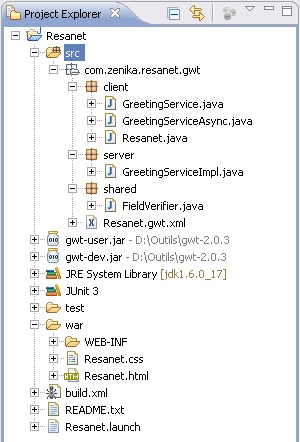 Project Explorer
Resanet
src
com.zenika.resanet.gwt
client
GreetingService.java
GreetingServiceAsync.java
Resanet.java
server
GreetingServiceImpl.java
shared
FieldVerifier.java
Resanet.gwt.xml
gwt-user.jar - D:\Outils\gwt-2.0.3
gwt-dev.jar - D:\Outils\gwt-2.0.3
JRE System Library [jdk1.6.0_17]
JUnit 3
test
war
WEB-INF
Resanet.css
Resanet.html
build.xml
README.txt
Resanet.launch